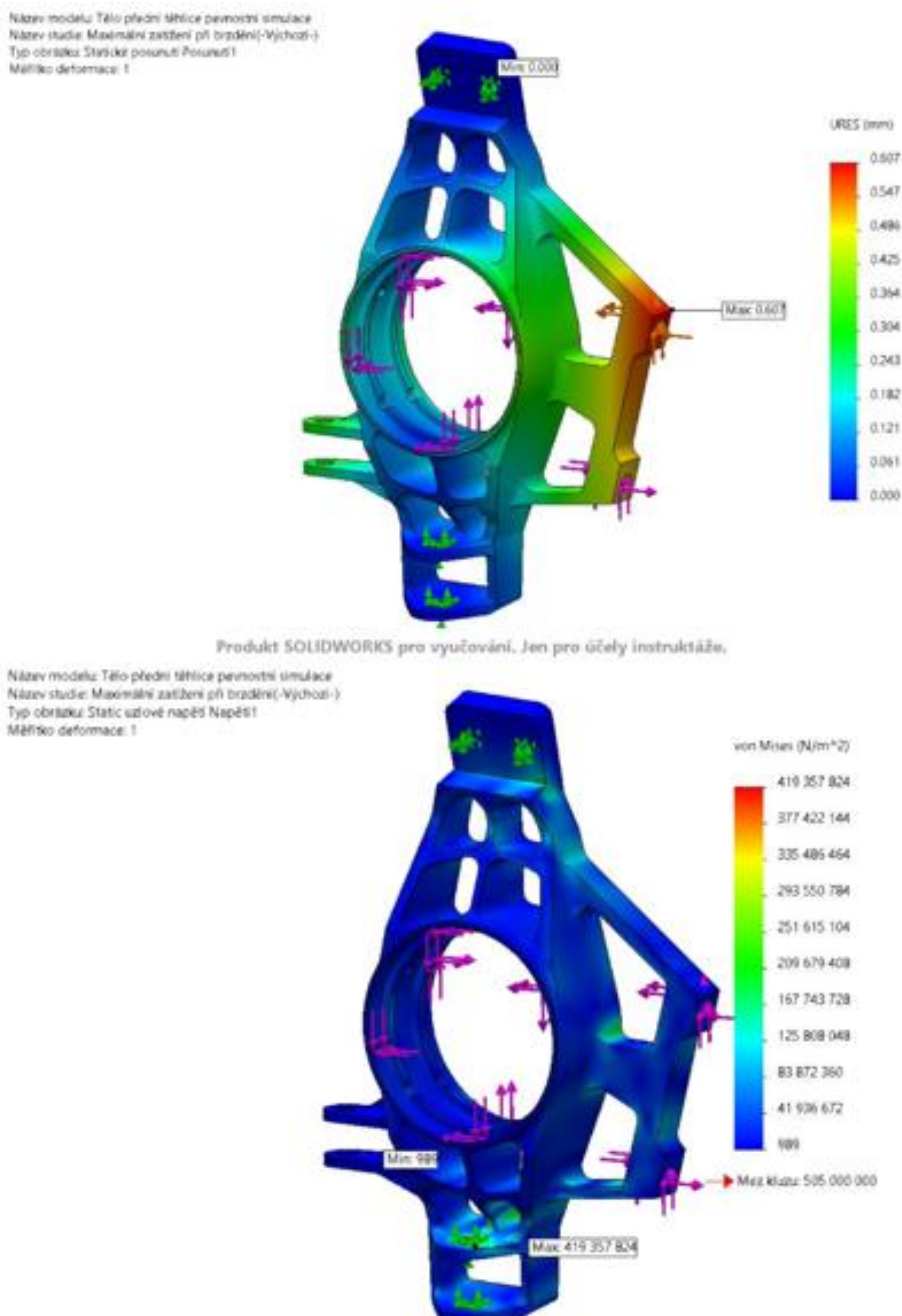 Název modelu: Tělo přední těhlice pevnostní simulace
Název studie: Maximální zatížení při brzdění(-Výchozí-)
Typ obrázku: Statické posunutí Posunutí1
Měřítko deformace: 1
Min: 0.000
URES (mm)
0.607
0.547
0.486
0.425
0.364
0.304
0.243
0.182
0.121
0.061
0.000
Max: 0.607
Produkt SOLIDWORKS pro vyučování. Jen pro účely instruktáže.
Název modelu: Tělo přední těhlice pevnostní simulace
Název studie: Maximální zatížení při brzdění(-Výchozí-)
Typ obrázku: Static uzlové napětí Napětí1
Měřítko deformace: 1
von Mises (N/m^2)
419 357 824
377 422 144
335 486 464
293 550 784
251 615 104
209 679 408
167 743 728
125 808 048
83 872 360
41 936 672
989
Mez kluzu: 505 000 000
Min: 989
Max: 419 357 824